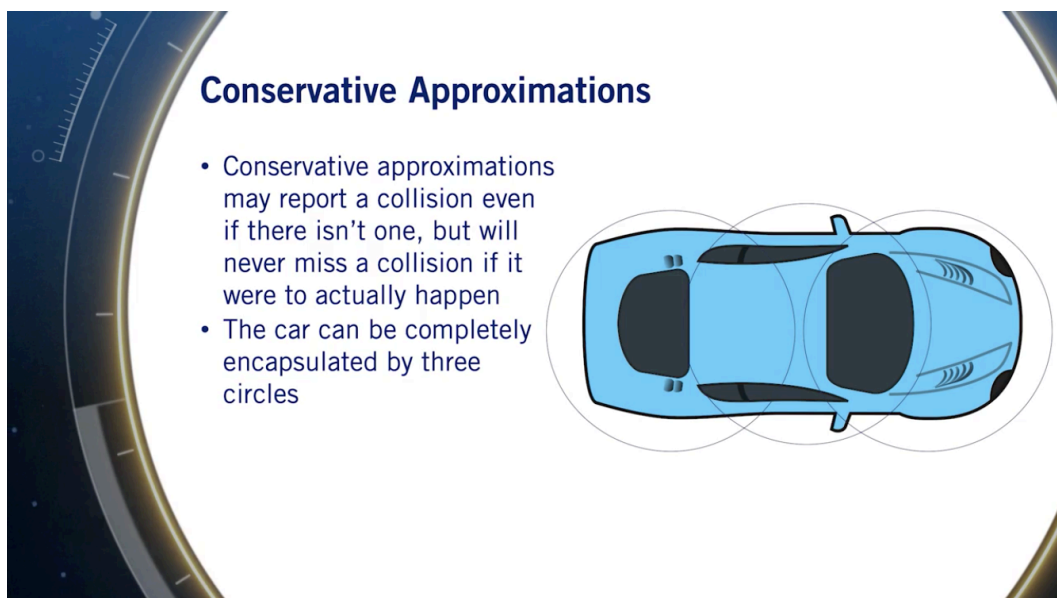 Conservative Approximations
• Conservative approximations
may report a collision even
if there isn’t one, but will
never miss a collision if it
were to actually happen
• The car can be completely
encapsulated by three
circles